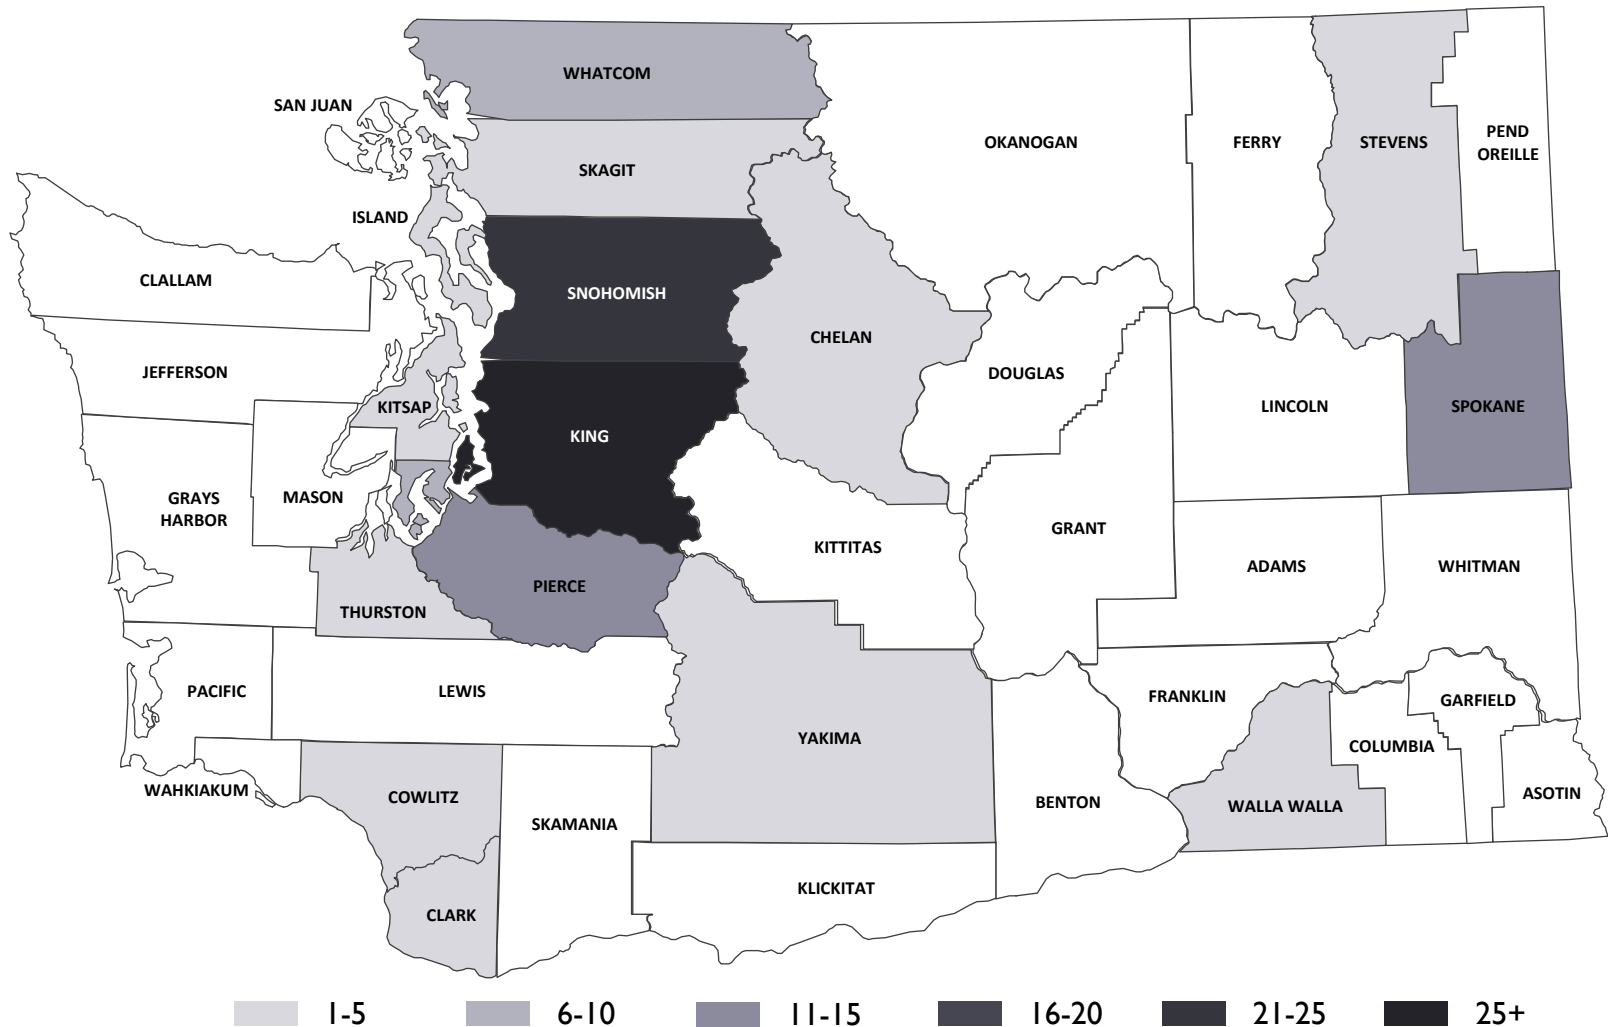 WHATCOM
SAN JUAN
OKANOGAN
FERRY
STEVENS
PEND
OREILLE
SKAGIT
ISLAND
CLALLAM
SNOHOMISH
CHELAN
JEFFERSON
DOUGLAS
KITSAP
LINCOLN
SPOKANE
KING
GRAYS
HARBOR
MASON
GRANT
KITTITAS
ADAMS
WHITMAN
PIERCE
THURSTON
PACIFIC
LEWIS
FRANKLIN
GARFIELD
YAKIMA
COLUMBIA
WAHKIAKUM
COWLITZ
ASOTIN
BENTON
WALLA WALLA
SKAMANIA
KLICKITAT
CLARK
1-5 6-10 11-15 16-20 21-25 25+